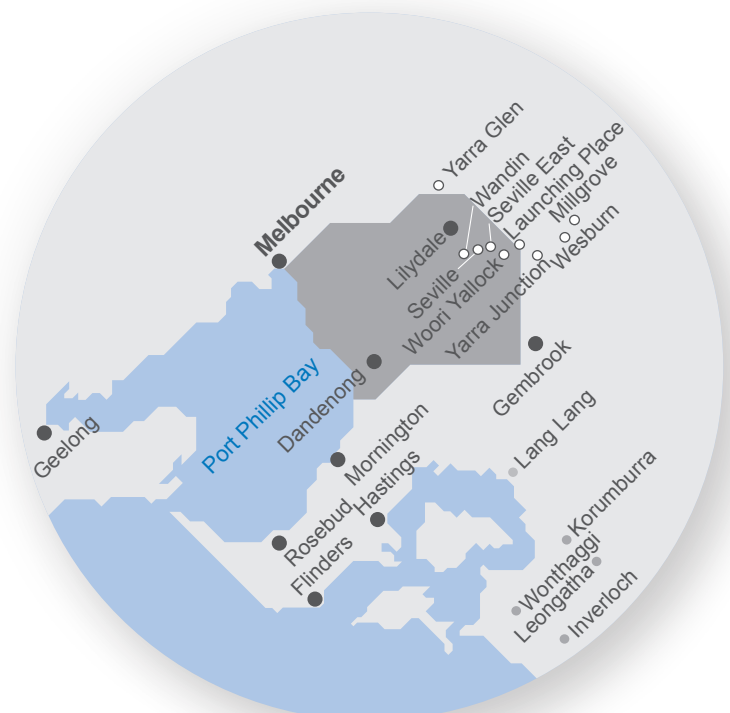 Yarra Glen
Wandin
Seville East
Launching Place
Millgrove
Wesburn
Melbourne
Lilydale
Seville
Woori Yallock
Yarra Junction
Gembrook
Port Phillip Bay
Dandenong
Geelong
Mornington
Hastings
Lang Lang
Rosebud
Flinders
Korumburra
Wonthaggi
Leongatha
Inverloch